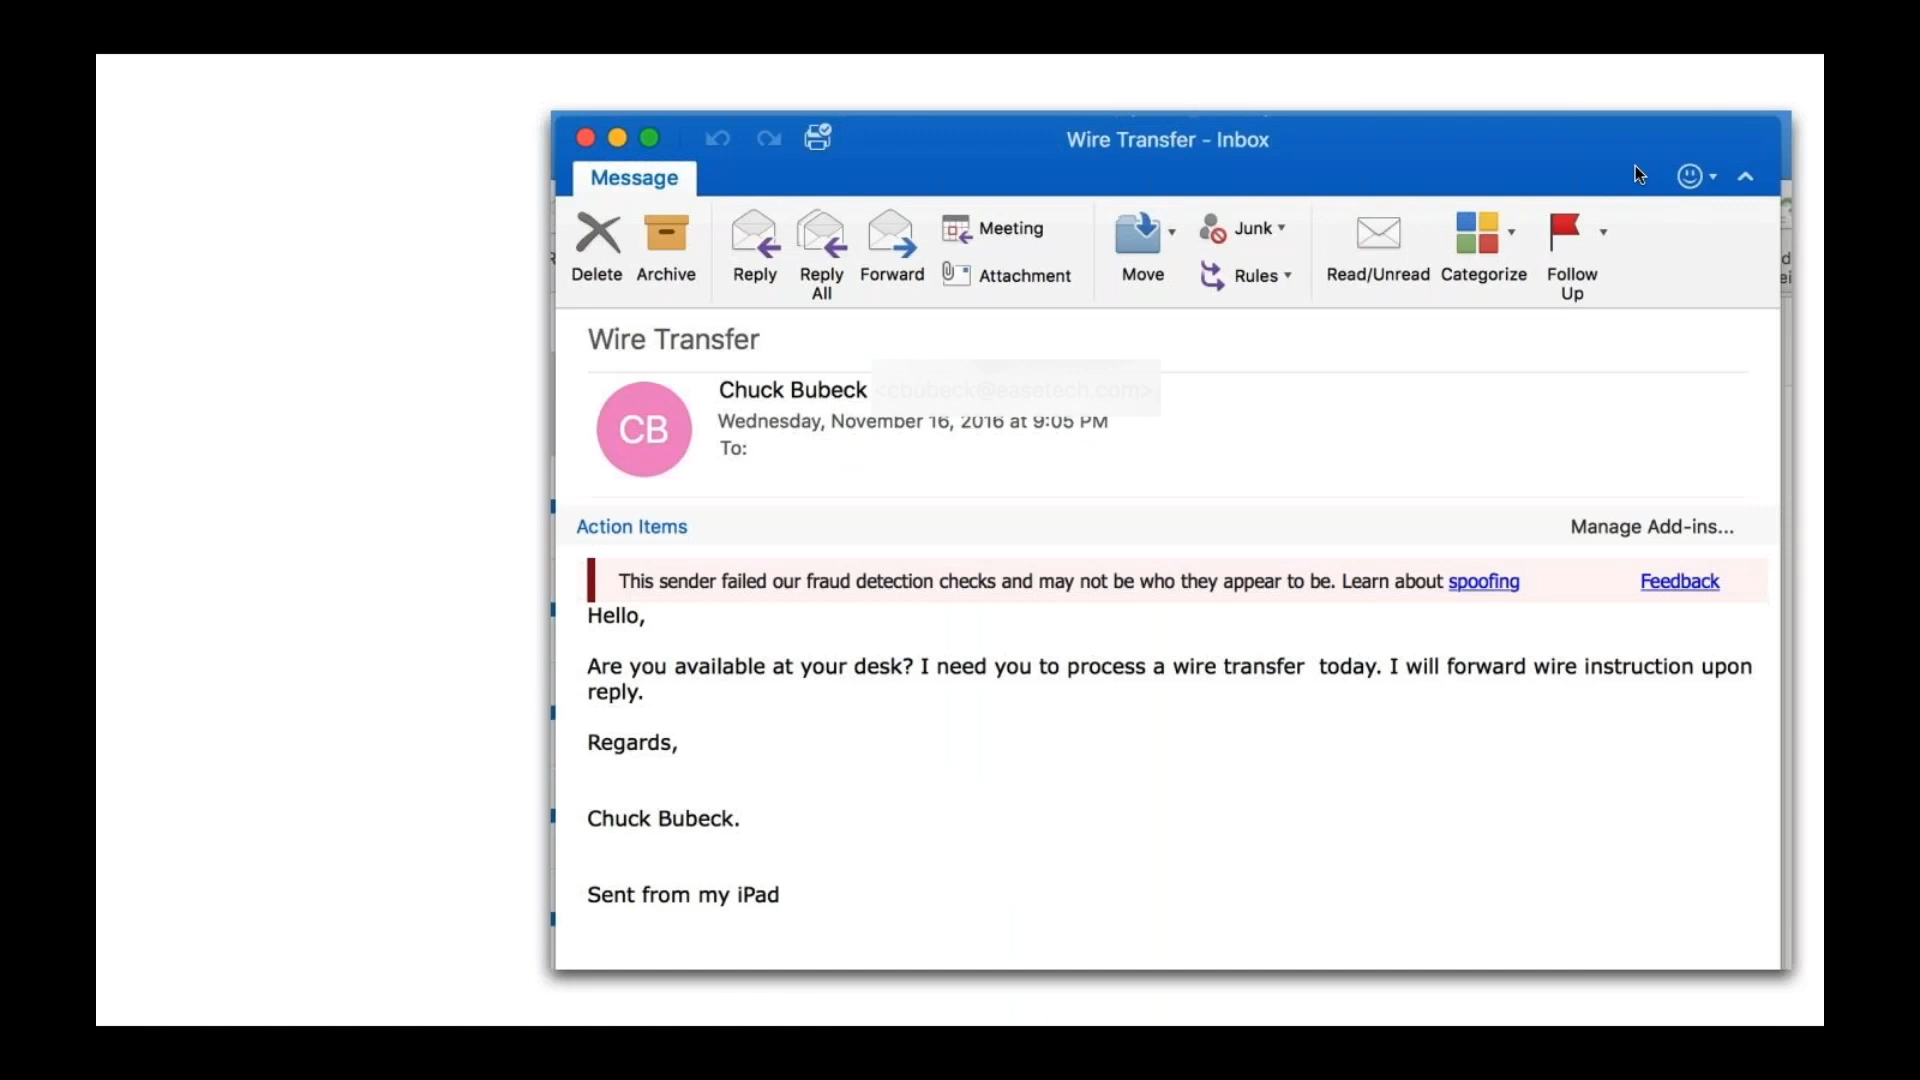 Wire Transfer - Inbox
Message
Delete
Archive
Reply
Reply All
Forward
Meeting
Attachment
Move
Junk
Rules
Read/Unread
Categorize
Follow Up
Wire Transfer
CB
Chuck Bubeck <cbubeck@easetech.com>
Wednesday, November 16, 2016 at 9:05 PM
To:
Action Items
Manage Add-ins...
This sender failed our fraud detection checks and may not be who they appear to be. Learn about spoofing
Feedback
Hello,
Are you available at your desk? I need you to process a wire transfer  today. I will forward wire instruction upon
reply.
Regards,
Chuck Bubeck.
Sent from my iPad